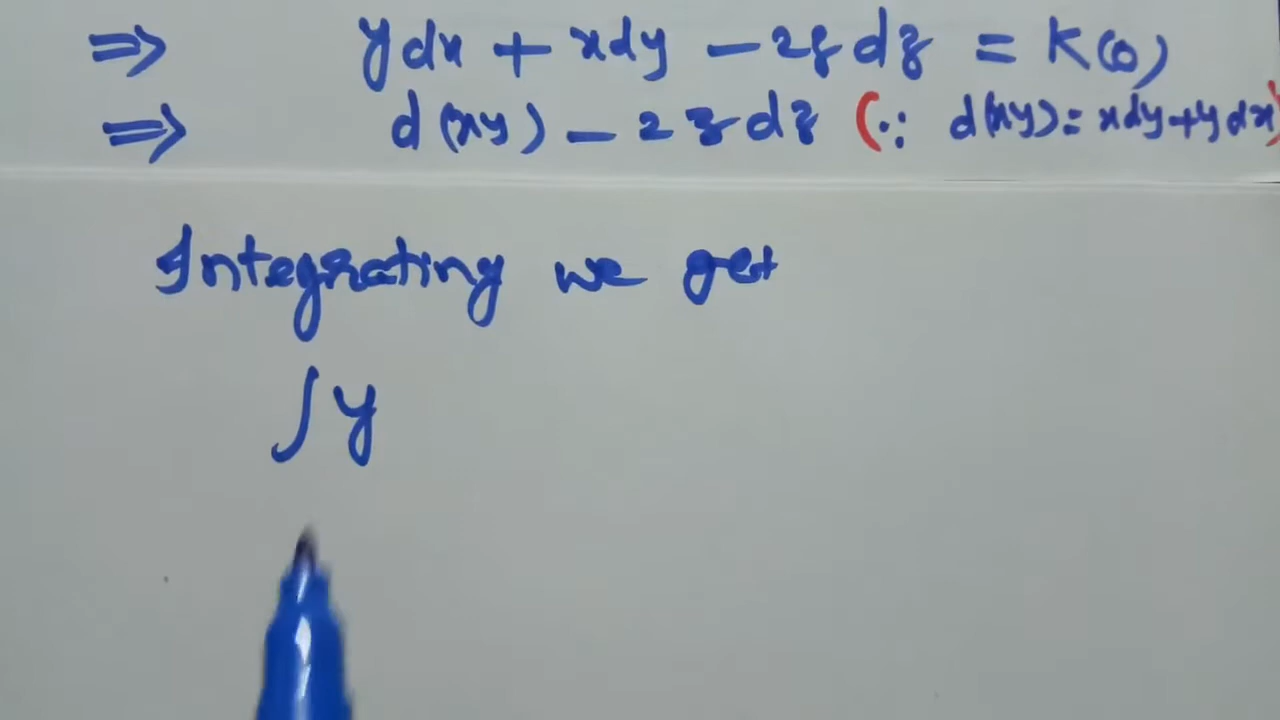 ⇒ ydx + xdy - 2zdz = K(0)
⇒ d(xy) - 2zdz (∵ d(xy) = xdy+ydx)
Integrating we get
∫y